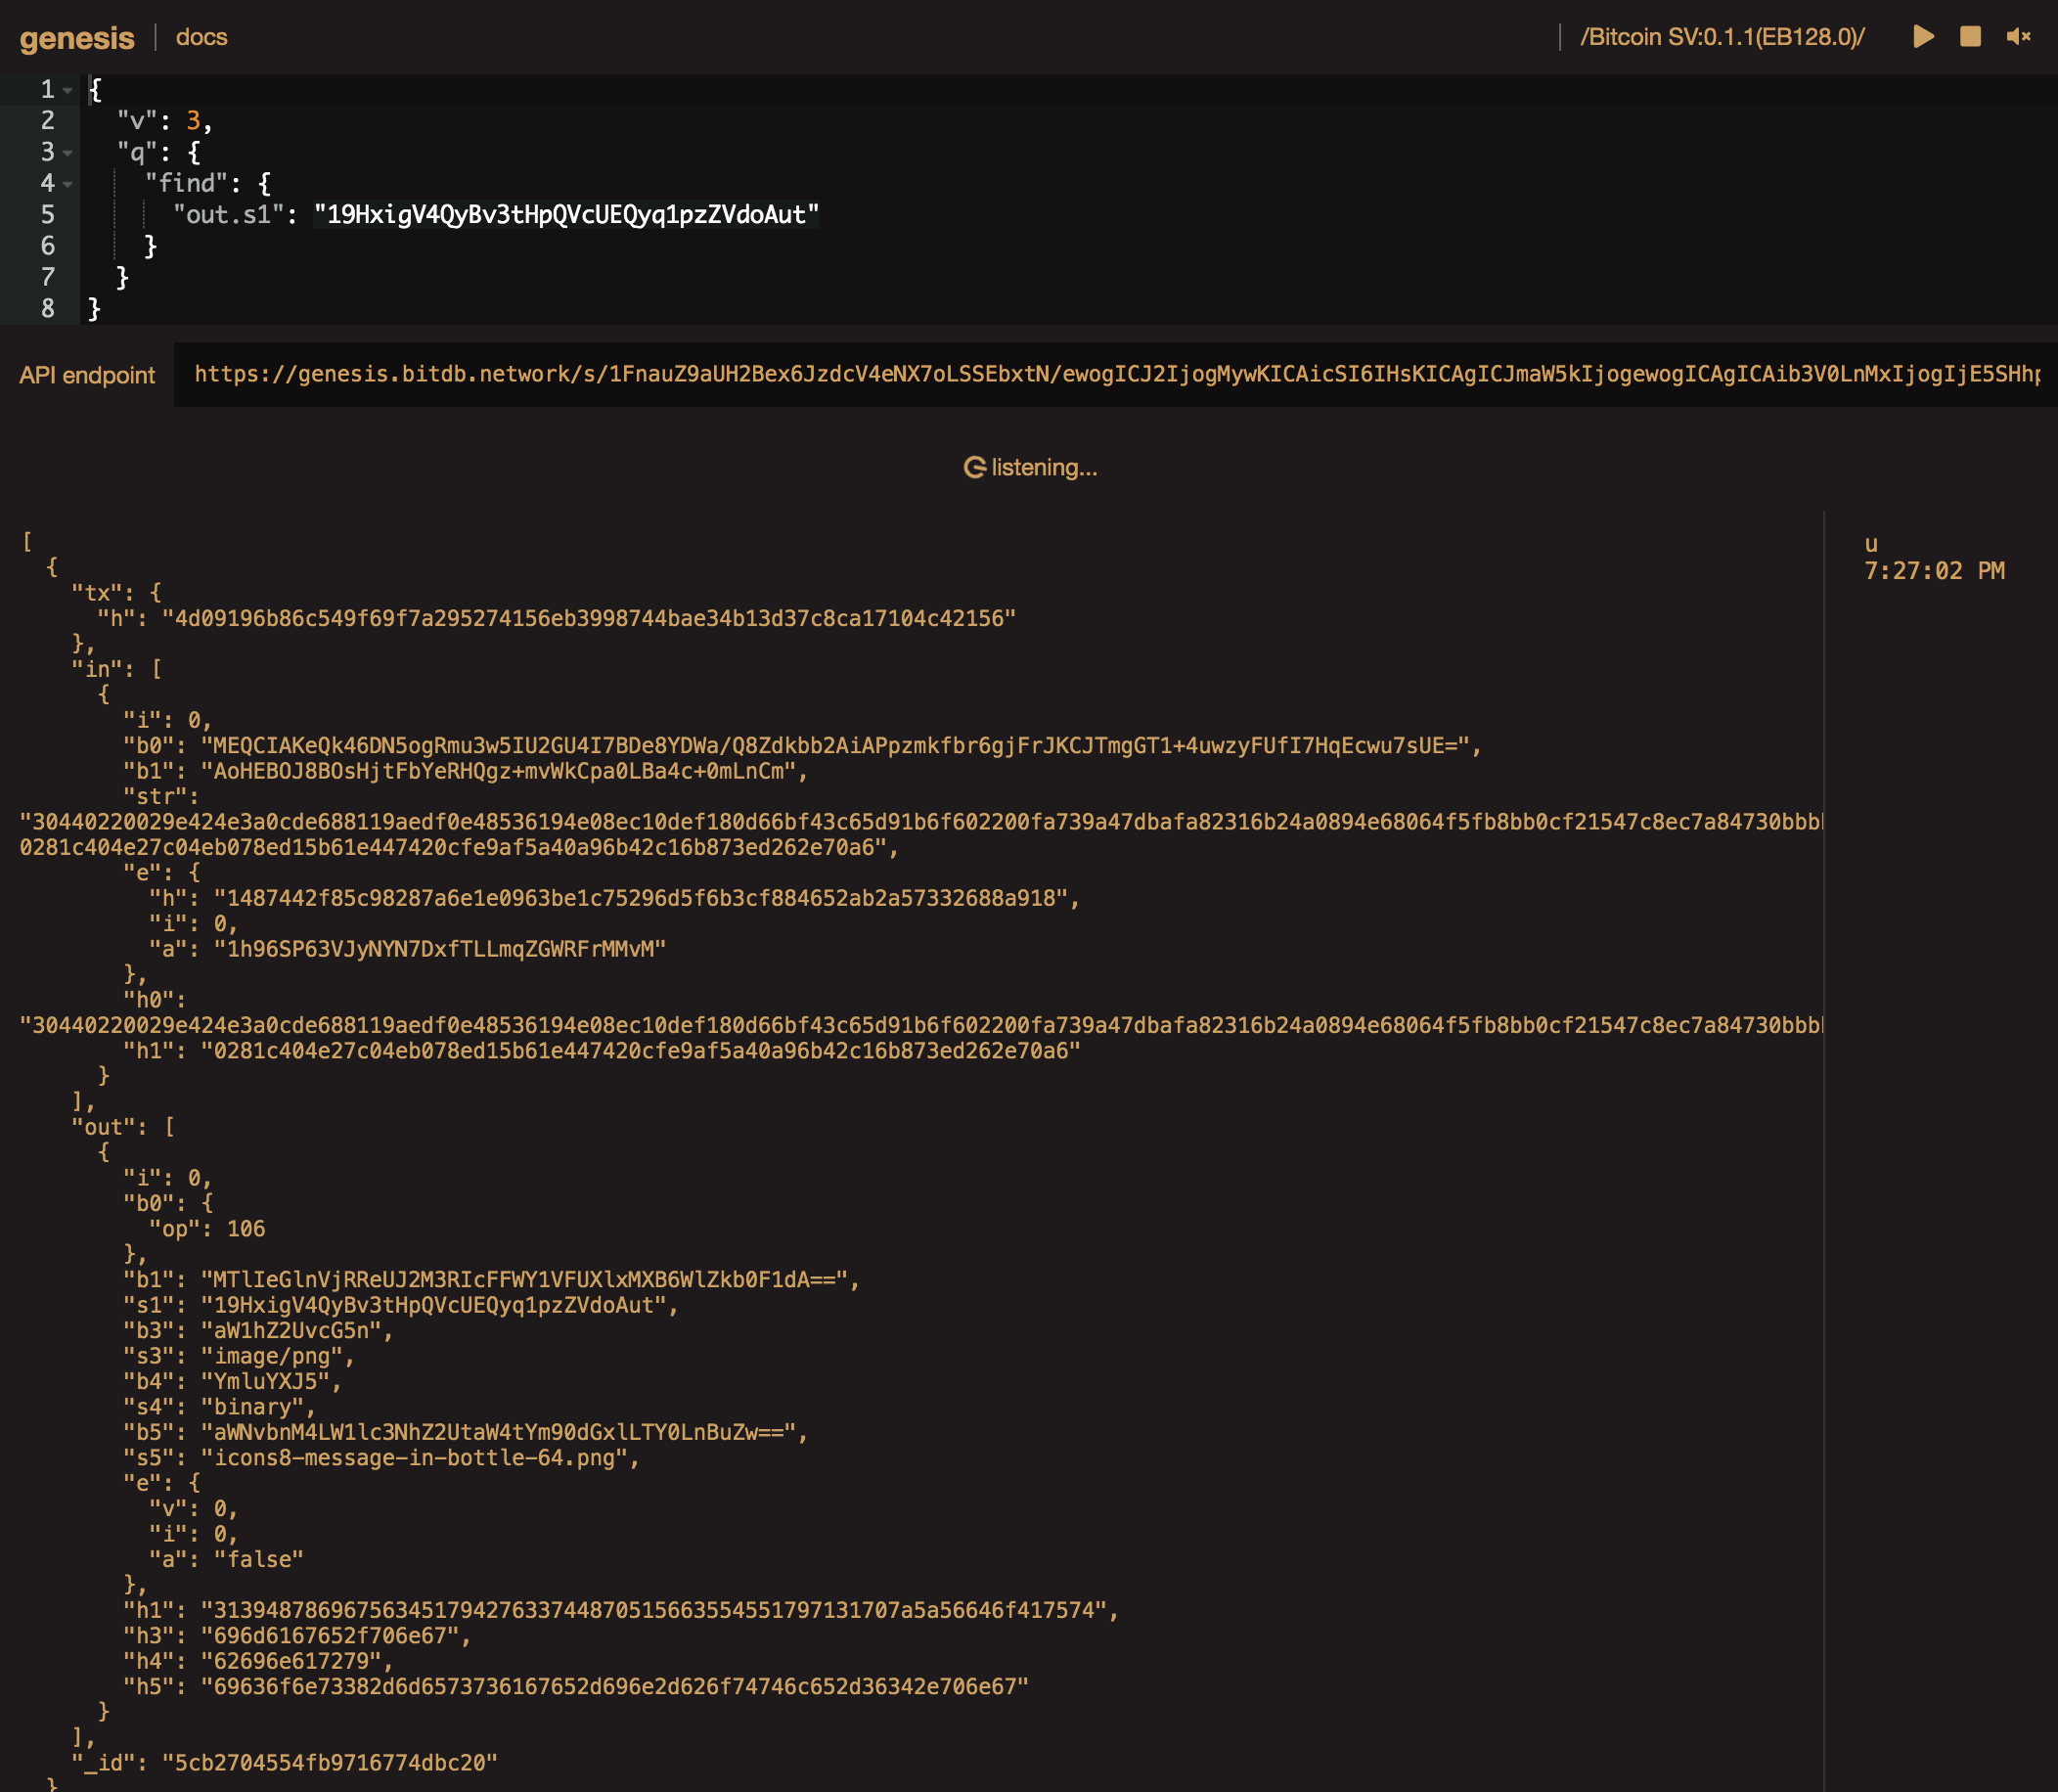 genesis docs /Bitcoin SV:0.1.1(EB128.0)/
1 {
2 "v": 3,
3 "q": {
4 "find": {
5 "out.s1": "19HxigV4QyBv3tHpQVcUEQyq1pzZVdoAut"
6 }
7 }
8 }
API endpoint https://genesis.bitdb.network/s/1FnauZ9aUH2Bex6JzdcV4eNX7oLSSEbxtN/ewogICJ2IjogMywKICAicSI6IHsKICAgICJmaW5kIjogewogICAgICAib3V0LnMxIjogIjE5SHhp
listening...
[
{
"tx": {
"h": "4d09196b86c549f69f7a295274156eb3998744bae34b13d37c8ca17104c42156"
},
"in": [
{
"i": 0,
"b0": "MEQCIAKeQk46DN5ogRmu3w5IU2GU4I7BDe8YDWa/Q8Zdkbb2AiAPpzmkfbr6gjFrJKCJTmgGT1+4uwzyFUfI7HqEcwu7sUE=",
"b1": "AoHEBOJ8BOsHjtFbYeRHQgz+mvWkCpa0LBa4c+0mLnCm",
"str":
"30440220029e424e3a0cde688119aedf0e48536194e08ec10def180d66bf43c65d91b6f602200fa739a47dbafa82316b24a0894e68064f5fb8bb0cf21547c8ec7a84730bbb
0281c404e27c04eb078ed15b61e447420cfe9af5a40a96b42c16b873ed262e70a6",
"e": {
"h": "1487442f85c98287a6e1e0963be1c75296d5f6b3cf884652ab2a57332688a918",
"i": 0,
"a": "1h96SP63VJyNYN7DxfTLLmqZGWRFrMMvM"
},
"h0":
"30440220029e424e3a0cde688119aedf0e48536194e08ec10def180d66bf43c65d91b6f602200fa739a47dbafa82316b24a0894e68064f5fb8bb0cf21547c8ec7a84730bbb
"h1": "0281c404e27c04eb078ed15b61e447420cfe9af5a40a96b42c16b873ed262e70a6"
}
],
"out": [
{
"i": 0,
"b0": {
"op": 106
},
"b1": "MTlIeGlnVjRReUJ2M3RIcFFWY1VFUXlxMXB6WlZkb0F1dA==",
"s1": "19HxigV4QyBv3tHpQVcUEQyq1pzZVdoAut",
"b3": "aW1hZ2UvcG5n",
"s3": "image/png",
"b4": "YmluYXJ5",
"s4": "binary",
"b5": "aWNvbnM4LW1lc3NhZ2UtaW4tYm90dGxlLTY0LnBuZw==",
"s5": "icons8-message-in-bottle-64.png",
"e": {
"v": 0,
"i": 0,
"a": "false"
},
"h1": "31394878696756345179427633744870515663554551797131707a5a56646f417574",
"h3": "696d6167652f706e67",
"h4": "62696e617279",
"h5": "69636f6e73382d6d6573736167652d696e2d626f74746c652d36342e706e67"
}
],
"_id": "5cb2704554fb9716774dbc20"
}
u
7:27:02 PM